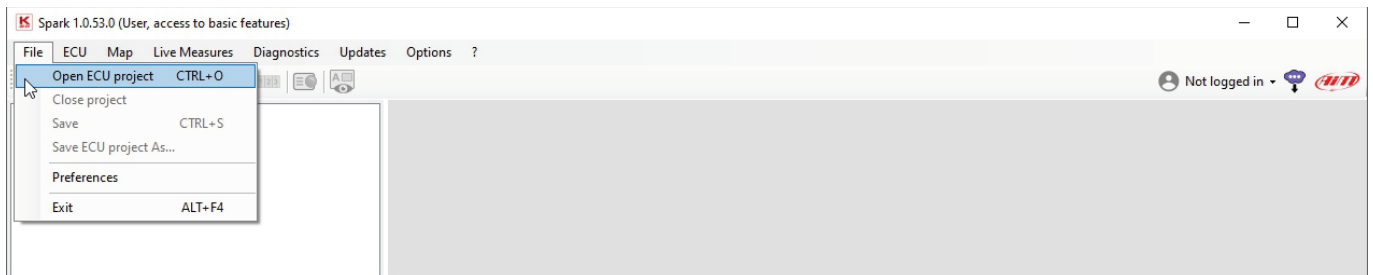 Spark 1.0.53.0 (User, access to basic features)
File ECU Map Live Measures Diagnostics Updates Options ?
Open ECU project CTRL+O
Not logged in
AiM
Close project
Save CTRL+S
Save ECU project As...
Preferences
Exit ALT+F4